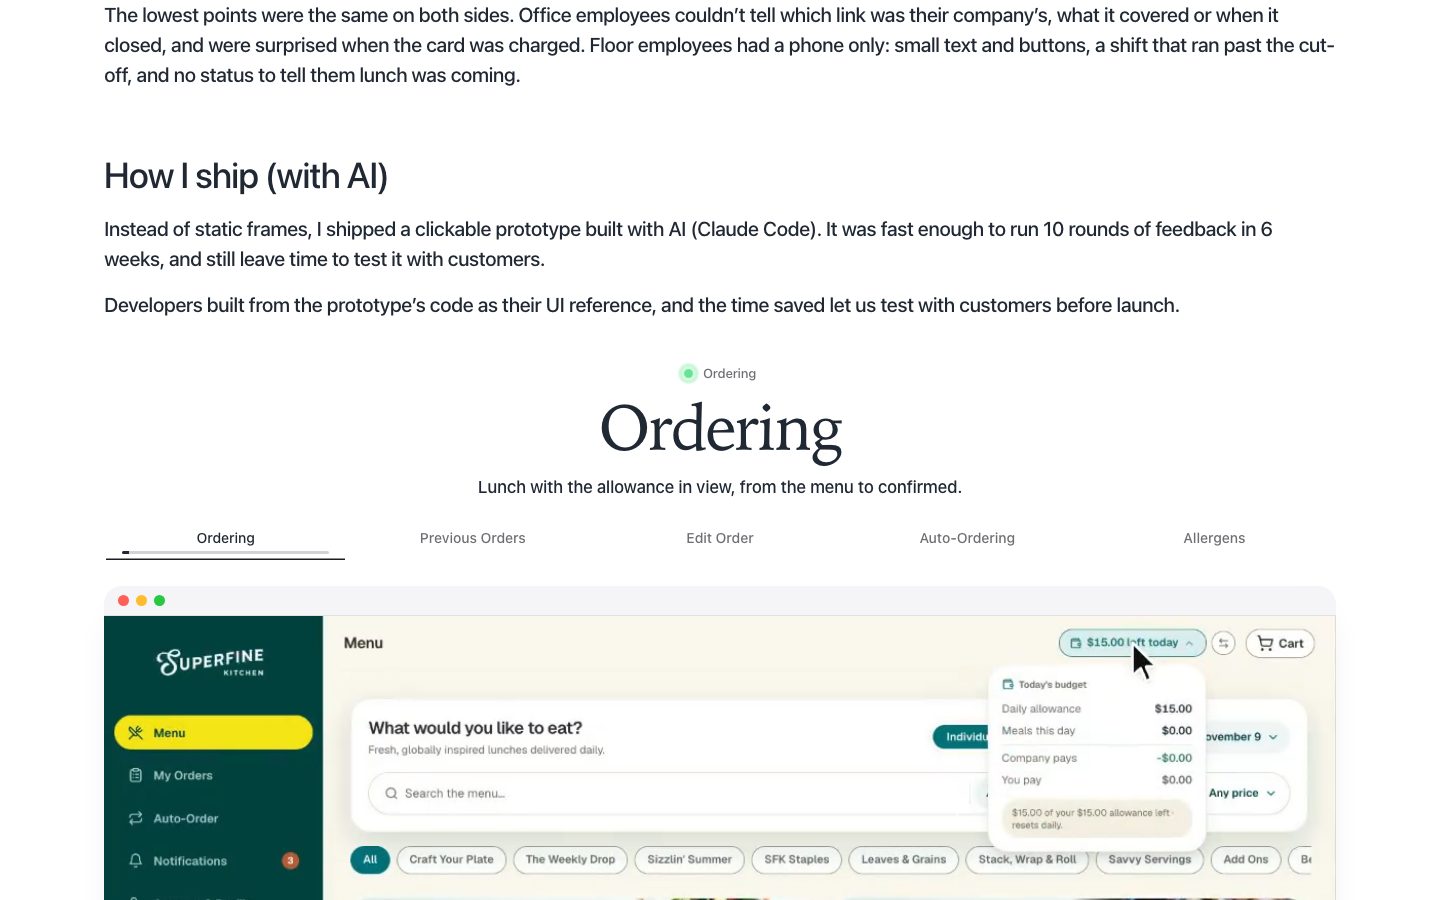 The lowest points were the same on both sides. Office employees couldn’t tell which link was their company’s, what it covered or when it
closed, and were surprised when the card was charged. Floor employees had a phone only: small text and buttons, a shift that ran past the cut-
off, and no status to tell them lunch was coming.
How I ship (with AI)
Instead of static frames, I shipped a clickable prototype built with AI (Claude Code). It was fast enough to run 10 rounds of feedback in 6
weeks, and still leave time to test it with customers.
Developers built from the prototype’s code as their UI reference, and the time saved let us test with customers before launch.
Ordering
Ordering
Lunch with the allowance in view, from the menu to confirmed.
Ordering Previous Orders Edit Order Auto-Ordering Allergens
SUPERFINE
KITCHEN
Menu
My Orders
Auto-Order
Notifications 3
Menu
$15.00 left today
Cart
Today's budget
Daily allowance $15.00
Meals this day $0.00
Company pays -$0.00
You pay $0.00
$15.00 of your $15.00 allowance left ·
resets daily.
What would you like to eat?
Fresh, globally inspired lunches delivered daily.
Individu
ovember 9
Search the menu...
Any price
All Craft Your Plate The Weekly Drop Sizzlin' Summer SFK Staples Leaves & Grains Stack, Wrap & Roll Savvy Servings Add Ons Be